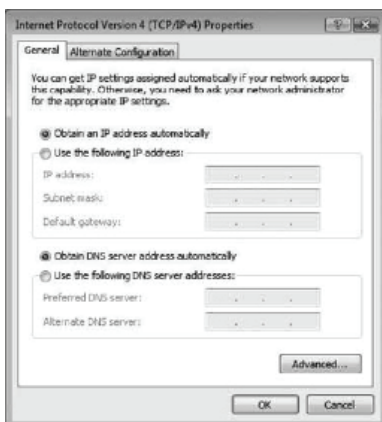 Internet Protocol Version 4 (TCP/IPv4) Properties
General
Alternate Configuration
You can get IP settings assigned automatically if your network supports
this capability. Otherwise, you need to ask your network administrator
for the appropriate IP settings.
Obtain an IP address automatically
Use the following IP address:
IP address:
Subnet mask:
Default gateway:
Obtain DNS server address automatically
Use the following DNS server addresses:
Preferred DNS server:
Alternate DNS server:
Advanced...
OK
Cancel